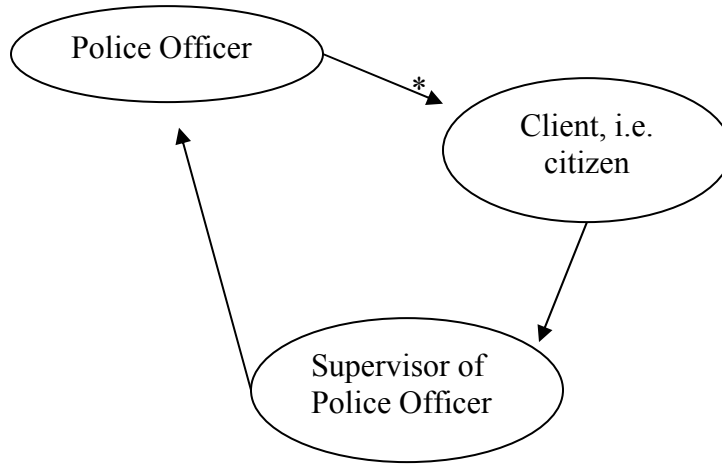 Police Officer
*
Client, i.e.
citizen
Supervisor of
Police Officer